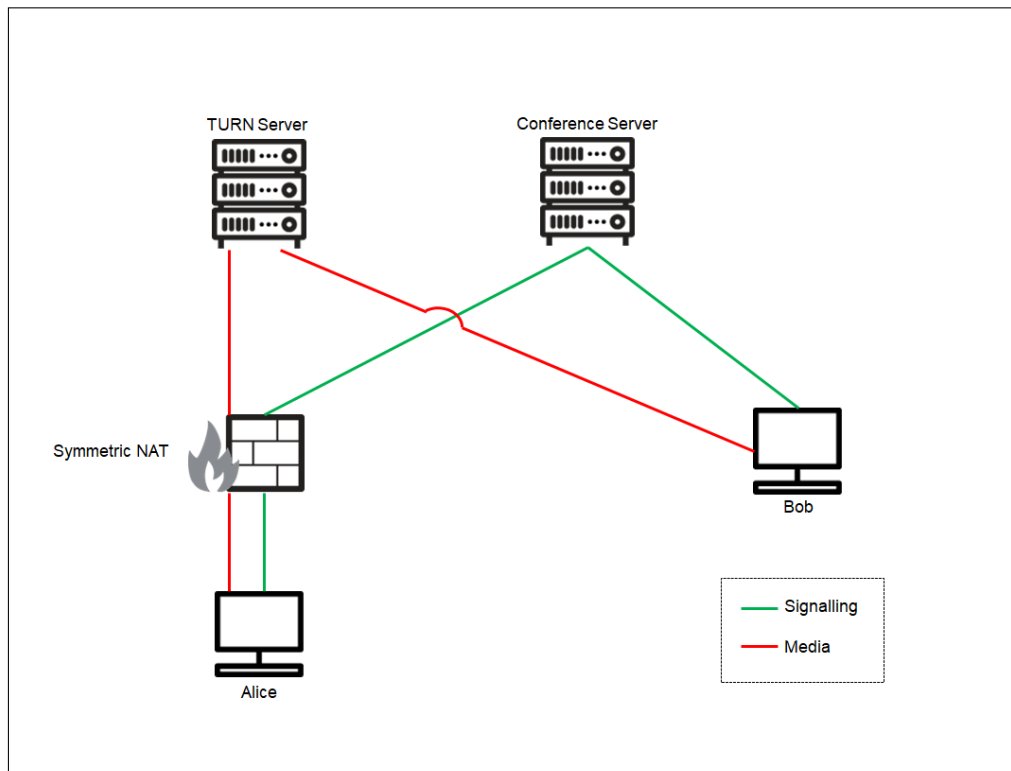 TURN Server
Conference Server
Symmetric NAT
Bob
Alice
Signalling
Media